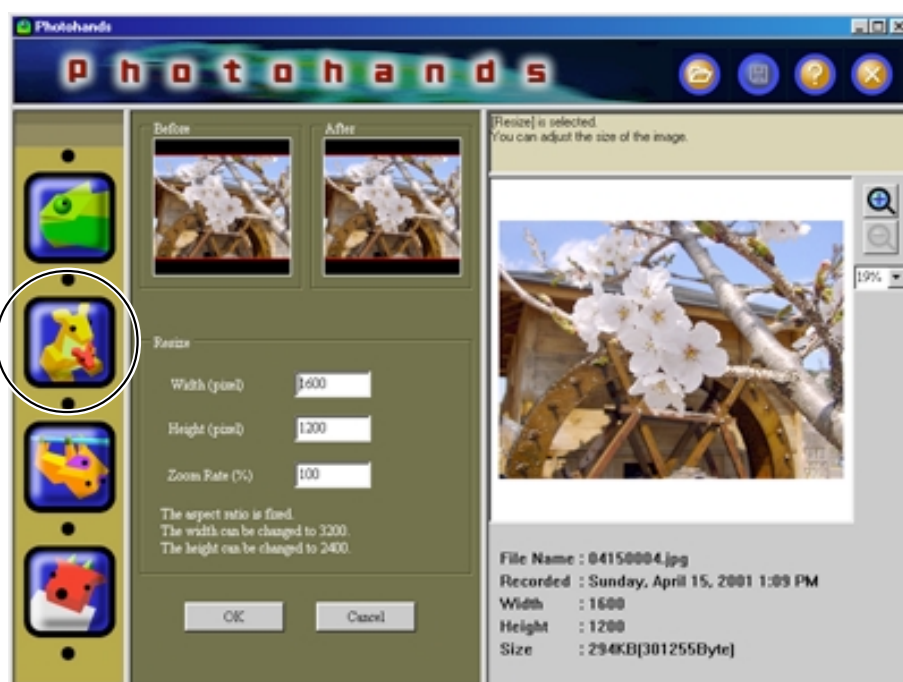 Photohands
Photohands
Before
After
[Resize] is selected.
You can adjust the size of the image.
19%
Resize
Width (pixel)
1600
Height (pixel)
1200
Zoom Rate (%)
100
The aspect ratio is fixed.
The width can be changed to 3200.
The height can be changed to 2400.
OK
Cancel
File Name : 04150004.jpg
Recorded : Sunday, April 15, 2001 1:09 PM
Width : 1600
Height : 1200
Size : 294KB(301255Byte)